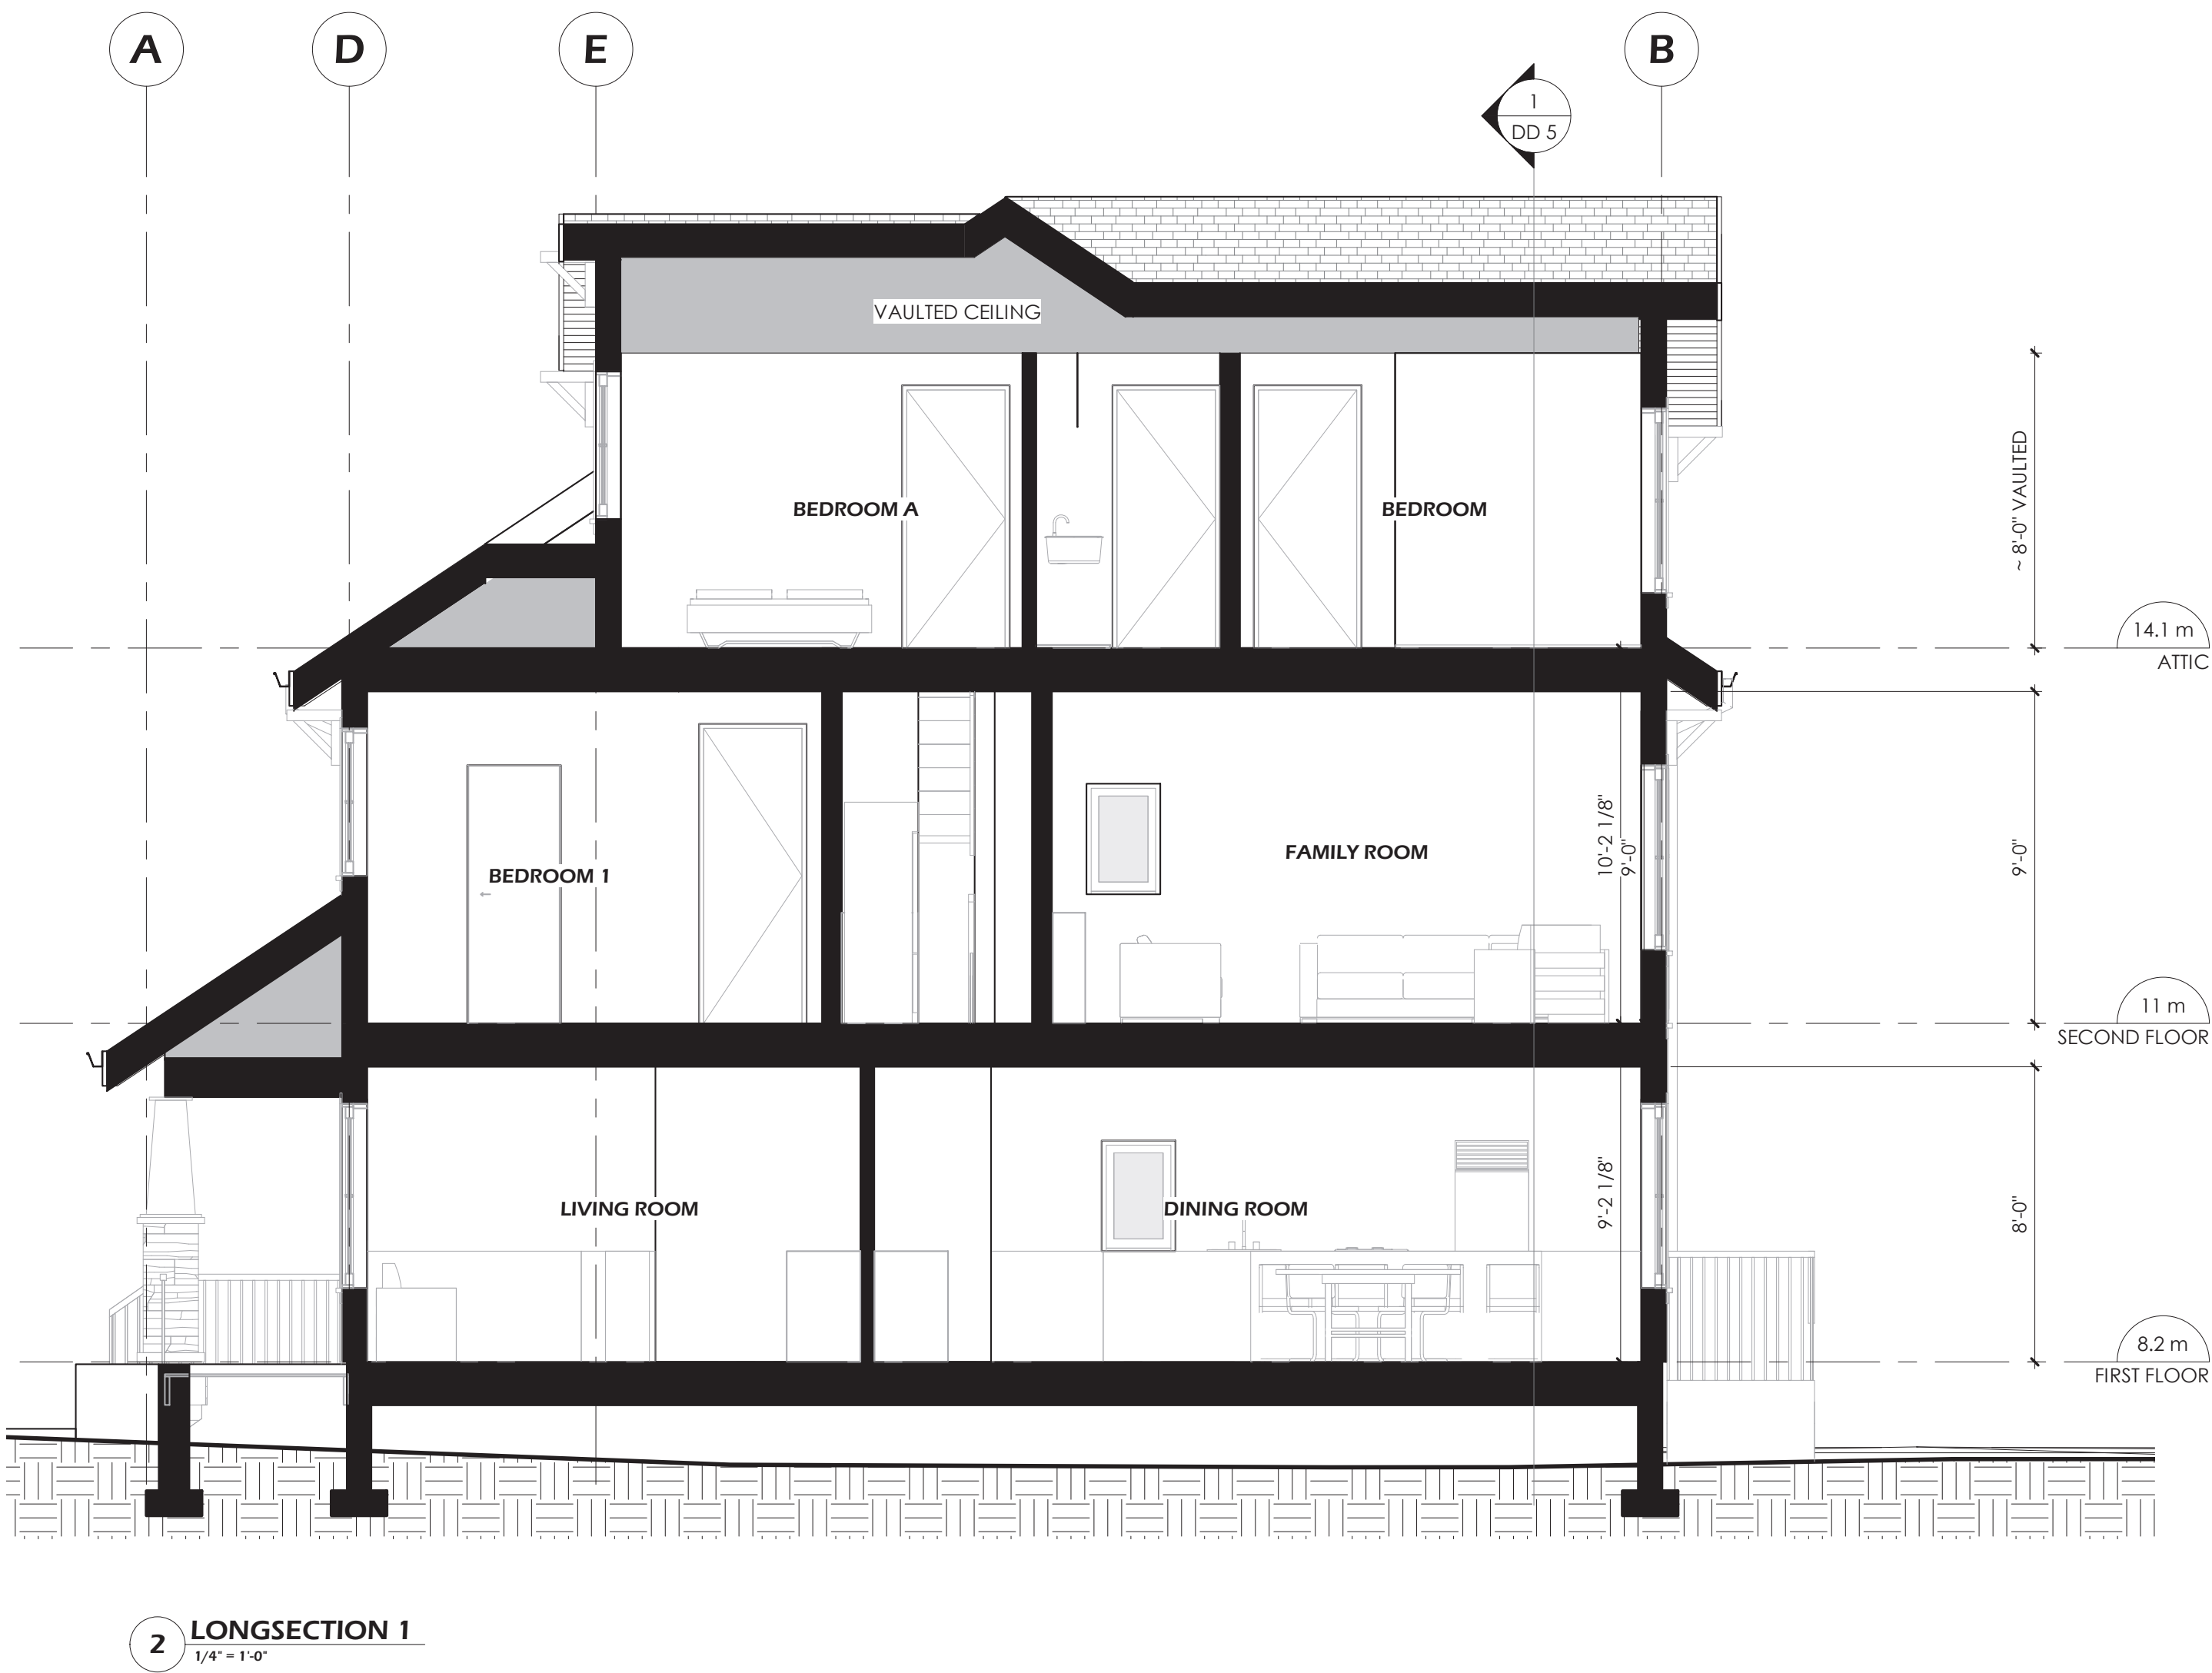 A
D
E
B
1
DD 5
VAULTED CEILING
BEDROOM A
BEDROOM
~ 8'-0" VAULTED
14.1 m
ATTIC
BEDROOM 1
FAMILY ROOM
10'-2 1/8"
9'-0"
9'-0"
11 m
SECOND FLOOR
LIVING ROOM
DINING ROOM
9'-2 1/8"
8'-0"
8.2 m
FIRST FLOOR
2
LONGSECTION 1
1/4" = 1'-0"